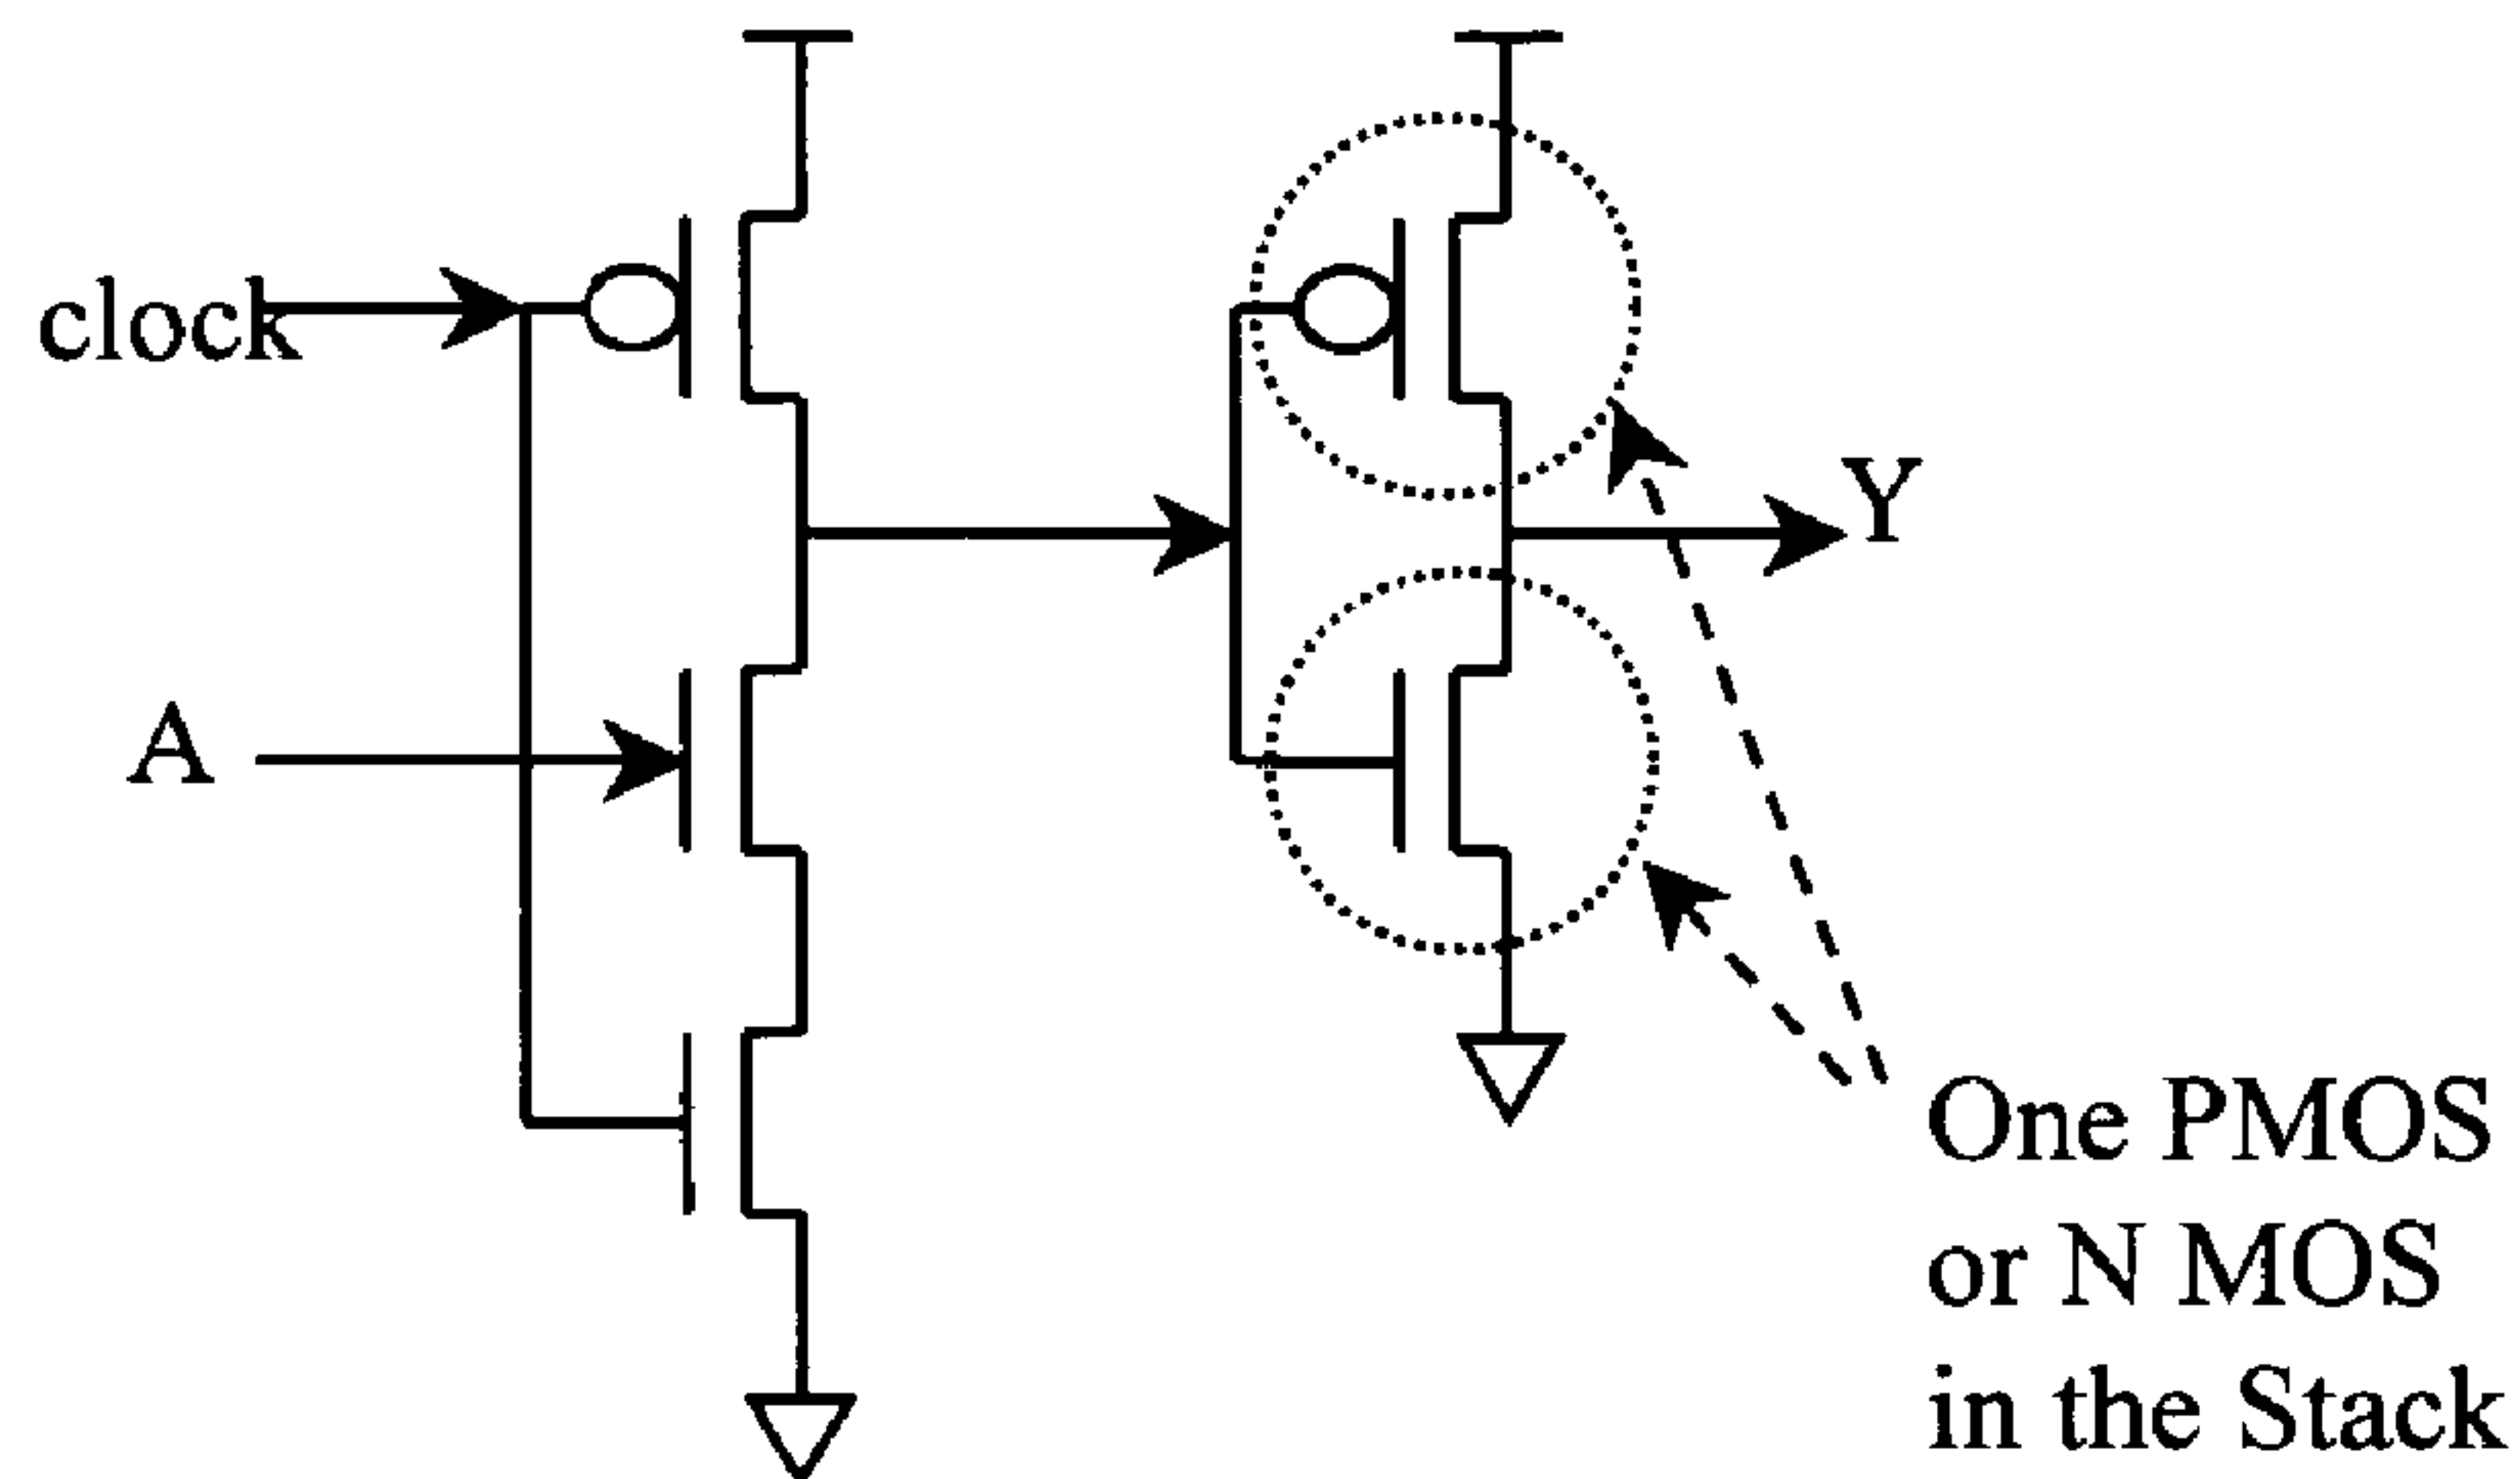 clock
A
Y
One PMOS
or N MOS
in the Stack